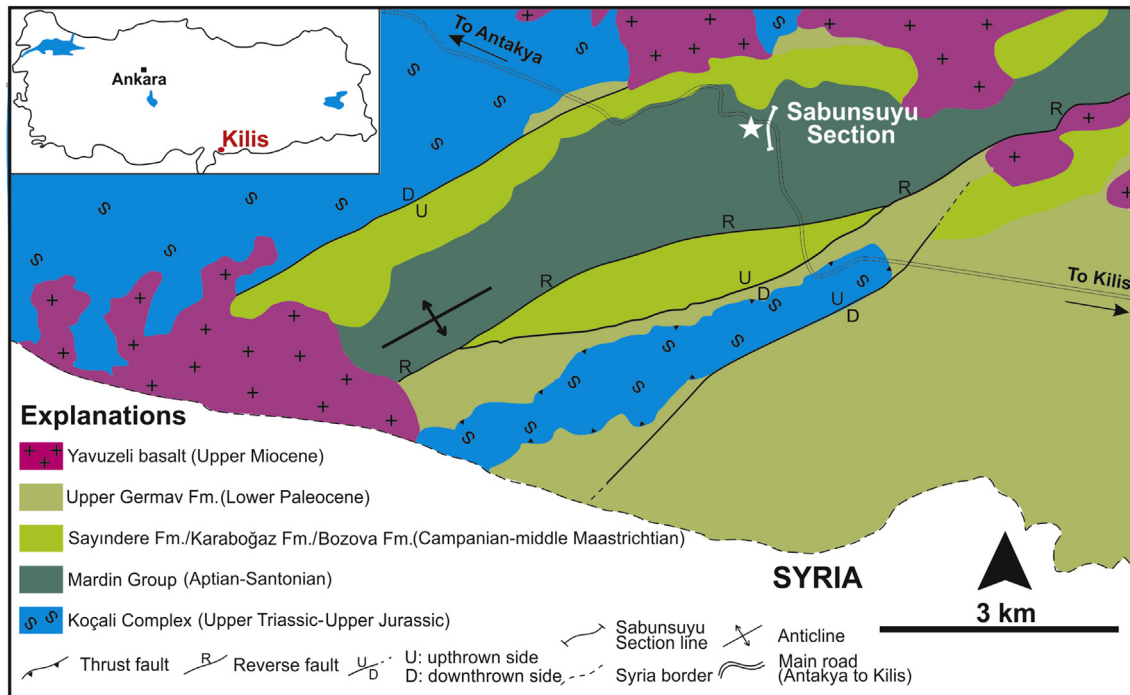 To Antakya
Ankara
Kilis
Sabunsuyu
Section
S
S
S
S
S
S
S
S
S
S
D
U
R
R
R
R
U
D
U
D
S
S
S
S
S
S
S
To Kilis
Explanations
Yavuzeli basalt (Upper Miocene)
Upper Germav Fm.(Lower Paleocene)
Sayındere Fm./Karaboğaz Fm./Bozova Fm.(Campanian-middle Maastrichtian)
Mardin Group (Aptian-Santonian)
S S Koçali Complex (Upper Triassic-Upper Jurassic)
SYRIA
3 km
Thrust fault
R Reverse fault
U
D
U: upthrown side
D: downthrown side
Sabunsuyu
Section line
Syria border
Anticline
Main road
(Antakya to Kilis)